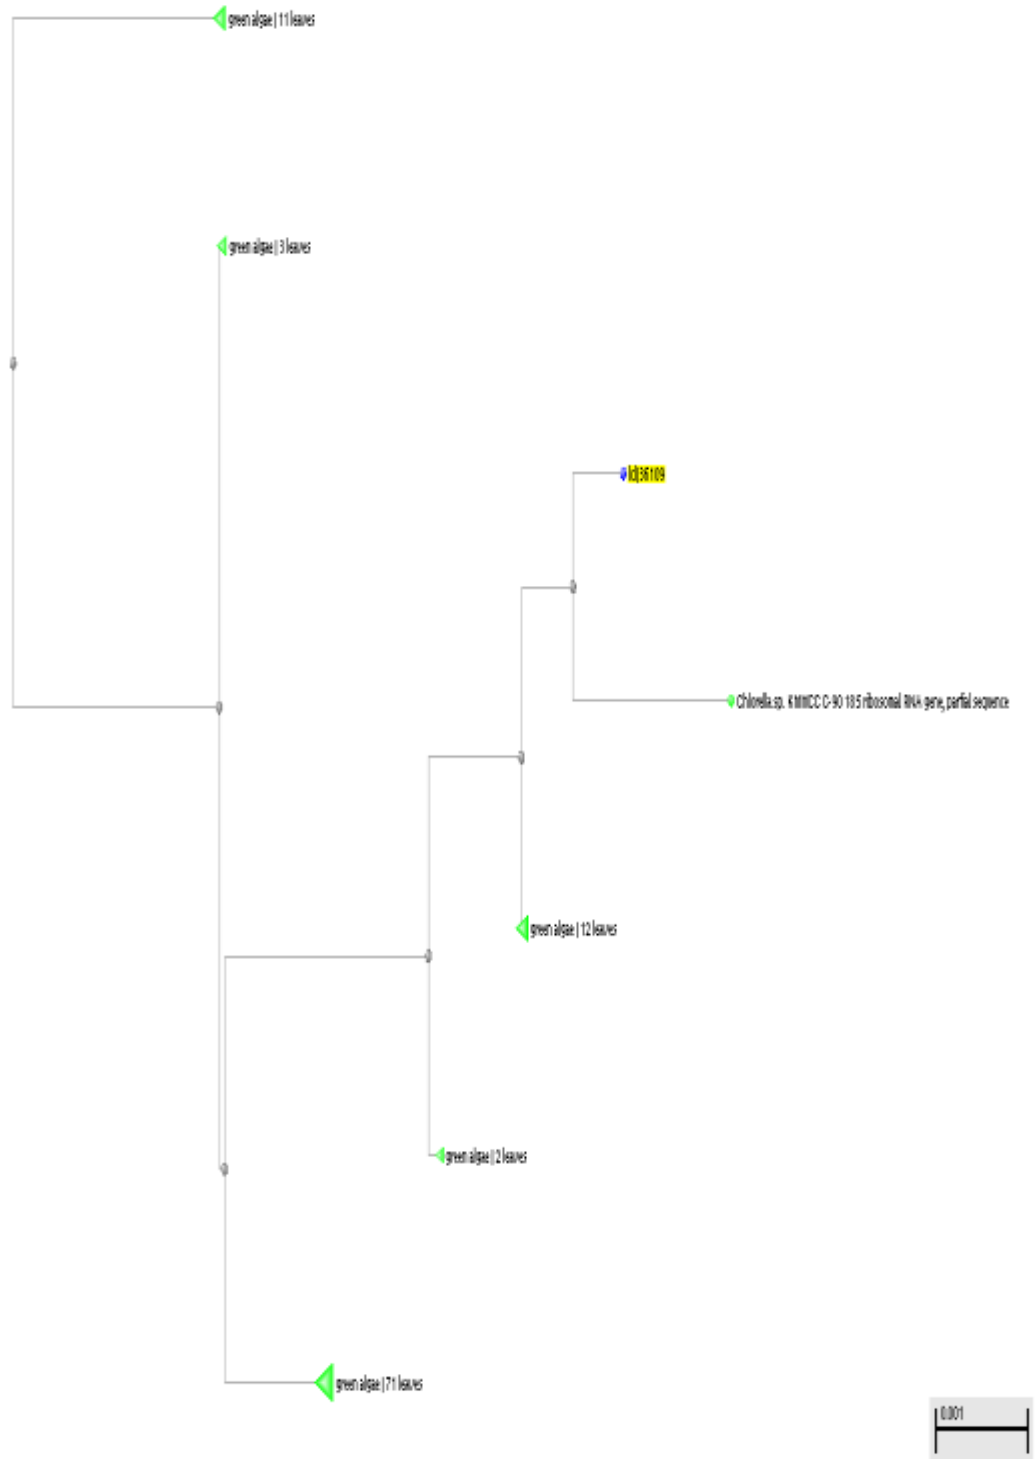 green algae | 11 leaves
green algae | 3 leaves
lcl|36109
Chlorella sp. KMMCC C-90 18S ribosomal RNA gene, partial sequence
green algae | 12 leaves
green algae | 2 leaves
green algae | 71 leaves
0.001